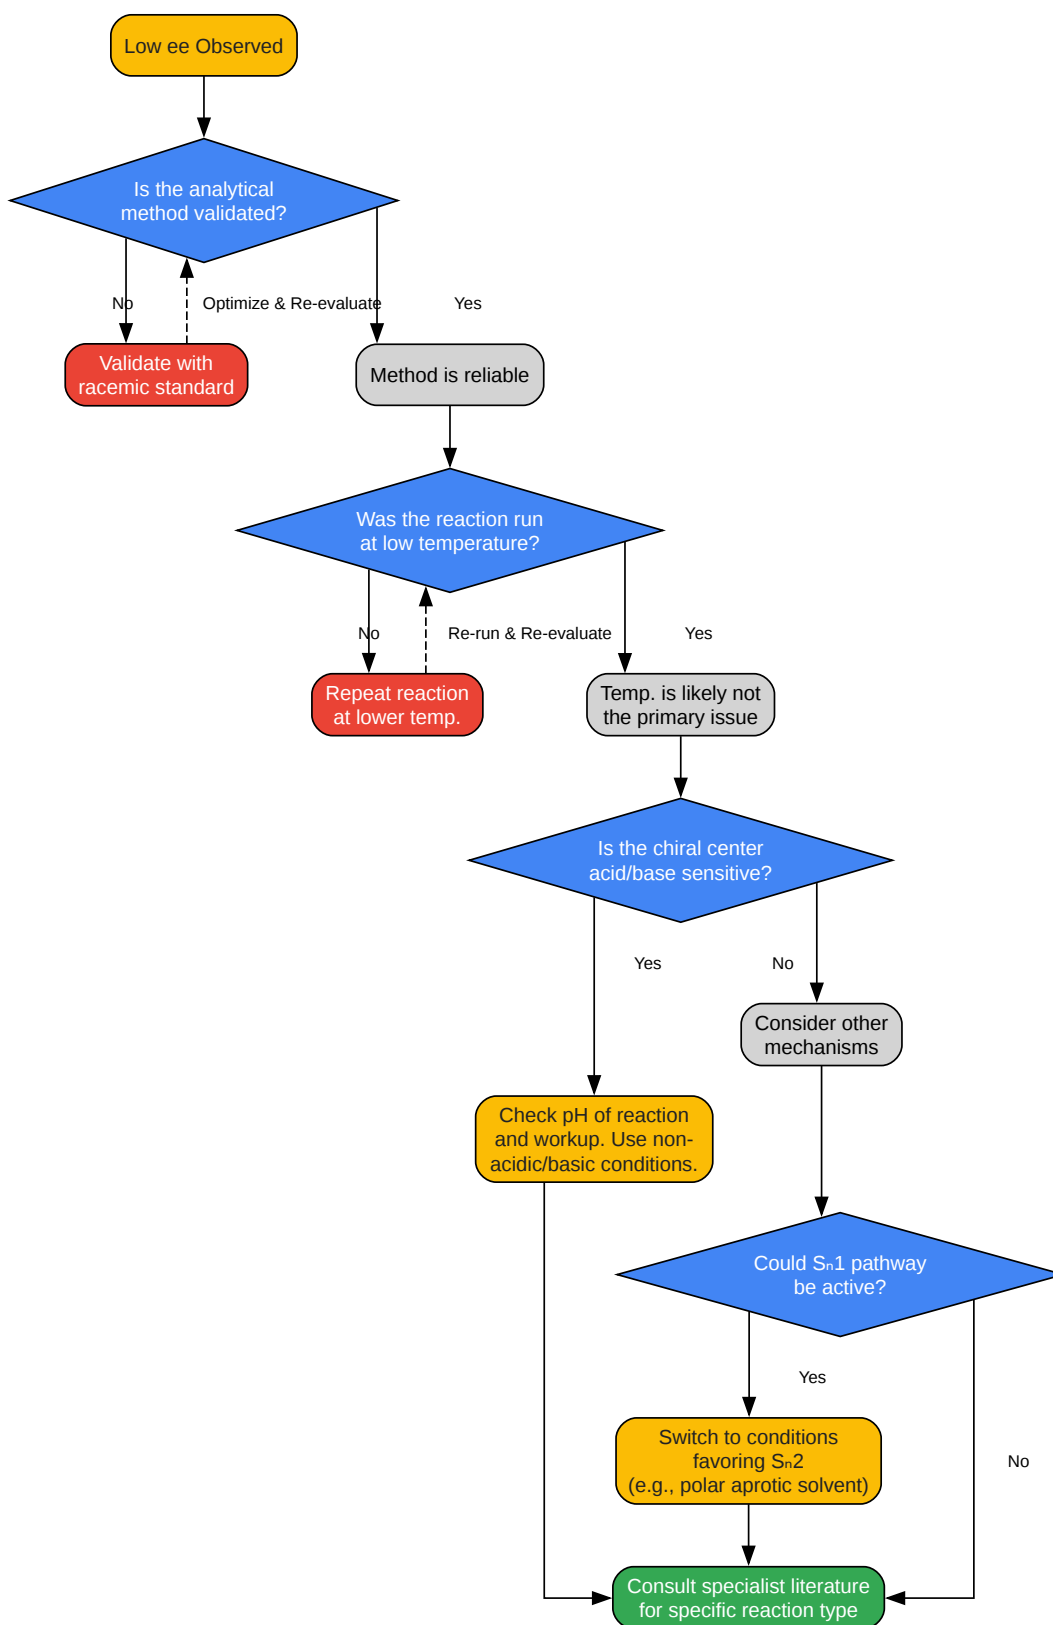 Low ee Observed
Is the analytical
method validated?
No
Optimize & Re-evaluate
Yes
Validate with
racemic standard
Method is reliable
Was the reaction run
at low temperature?
No
Re-run & Re-evaluate
Yes
Repeat reaction
at lower temp.
Temp. is likely not
the primary issue
Is the chiral center
acid/base sensitive?
Yes
No
Consider other
mechanisms
Check pH of reaction
and workup. Use non-
acidic/basic conditions.
Could Sₙ1 pathway
be active?
Yes
Switch to conditions
favoring Sₙ2
(e.g., polar aprotic solvent)
No
Consult specialist literature
for specific reaction type